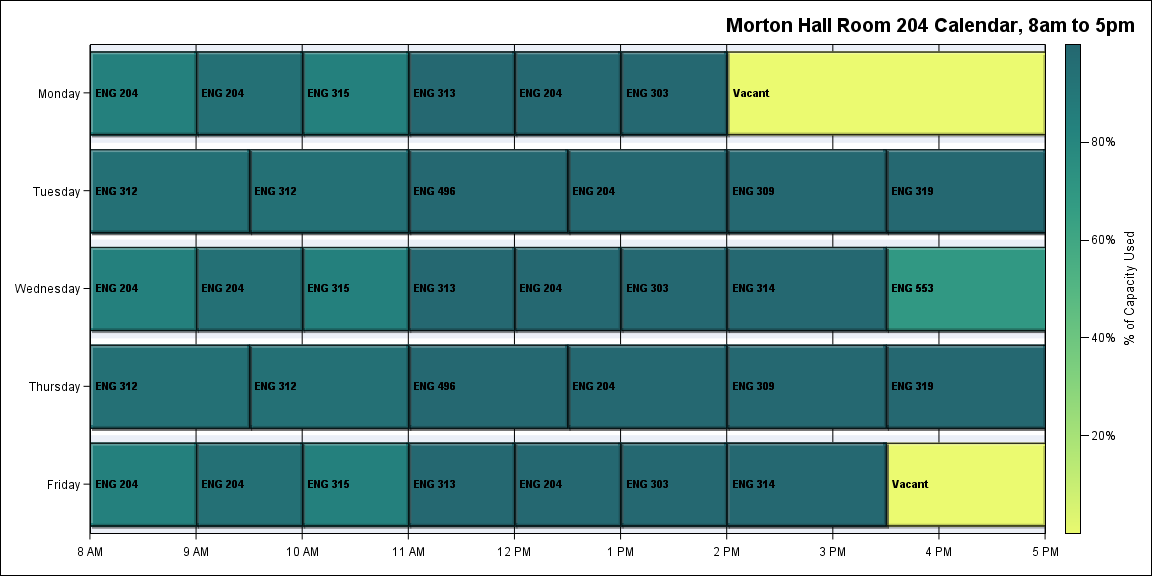 Morton Hall Room 204 Calendar, 8am to 5pm
Monday
ENG 204
ENG 204
ENG 315
ENG 313
ENG 204
ENG 303
Vacant
Tuesday
ENG 312
ENG 312
ENG 496
ENG 204
ENG 309
ENG 319
Wednesday
ENG 204
ENG 204
ENG 315
ENG 313
ENG 204
ENG 303
ENG 314
ENG 553
Thursday
ENG 312
ENG 312
ENG 496
ENG 204
ENG 309
ENG 319
Friday
ENG 204
ENG 204
ENG 315
ENG 313
ENG 204
ENG 303
ENG 314
Vacant
8 AM
9 AM
10 AM
11 AM
12 PM
1 PM
2 PM
3 PM
4 PM
5 PM
80%
60%
40%
20%
% of Capacity Used